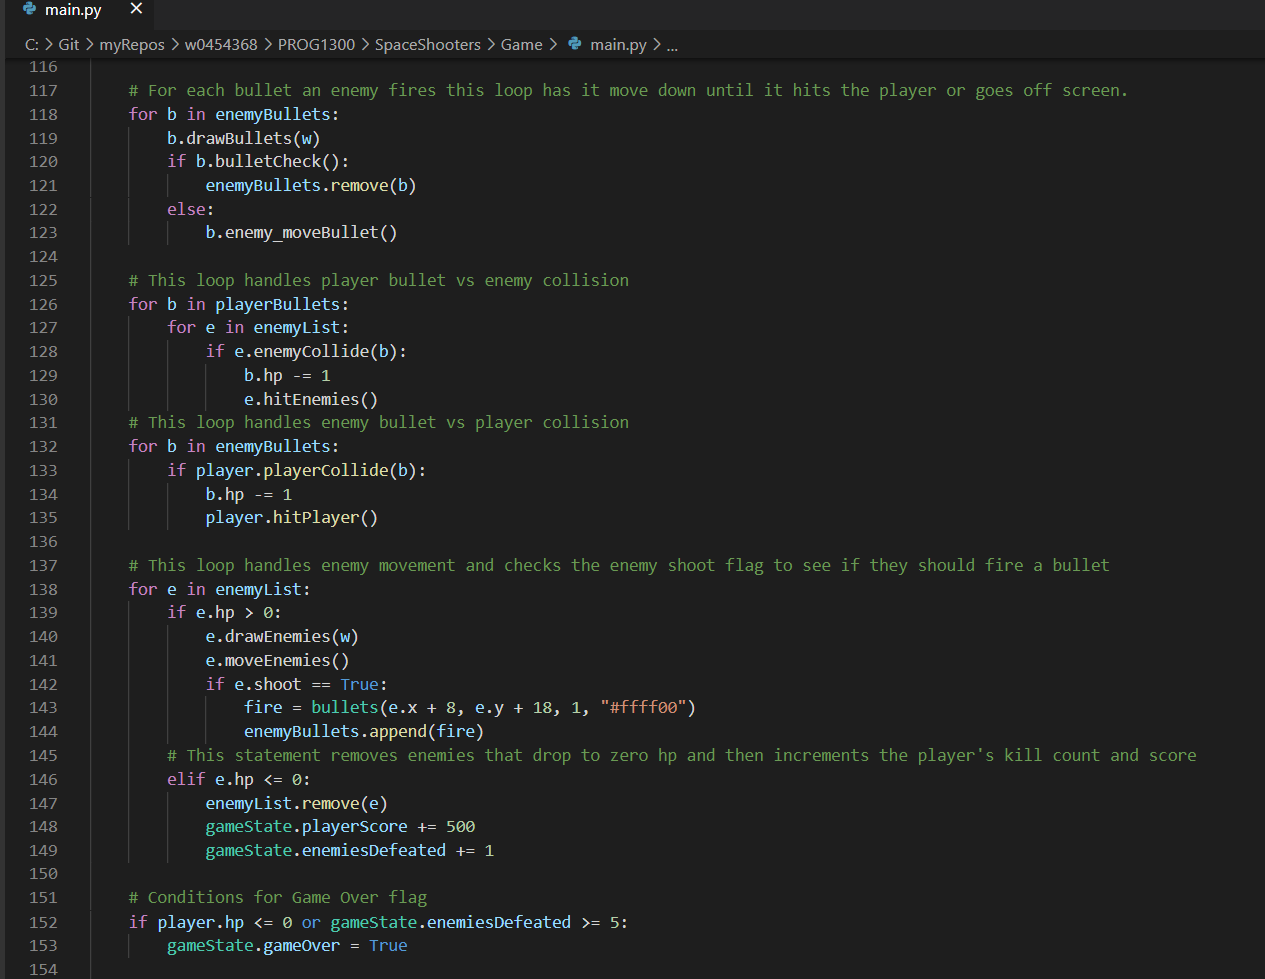 main.py ×
C: > Git > myRepos > w0454368 > PROG1300 > SpaceShooters > Game > main.py > ...
116
117 # For each bullet an enemy fires this loop has it move down until it hits the player or goes off screen.
118 for b in enemyBullets:
119 b.drawBullets(w)
120 if b.bulletCheck():
121 enemyBullets.remove(b)
122 else:
123 b.enemy_moveBullet()
124
125 # This loop handles player bullet vs enemy collision
126 for b in playerBullets:
127 for e in enemyList:
128 if e.enemyCollide(b):
129 b.hp -= 1
130 e.hitEnemies()
131 # This loop handles enemy bullet vs player collision
132 for b in enemyBullets:
133 if player.playerCollide(b):
134 b.hp -= 1
135 player.hitPlayer()
136
137 # This loop handles enemy movement and checks the enemy shoot flag to see if they should fire a bullet
138 for e in enemyList:
139 if e.hp > 0:
140 e.drawEnemies(w)
141 e.moveEnemies()
142 if e.shoot == True:
143 fire = bullets(e.x + 8, e.y + 18, 1, "#ffff00")
144 enemyBullets.append(fire)
145 # This statement removes enemies that drop to zero hp and then increments the player's kill count and score
146 elif e.hp <= 0:
147 enemyList.remove(e)
148 gameState.playerScore += 500
149 gameState.enemiesDefeated += 1
150
151 # Conditions for Game Over flag
152 if player.hp <= 0 or gameState.enemiesDefeated >= 5:
153 gameState.gameOver = True
154